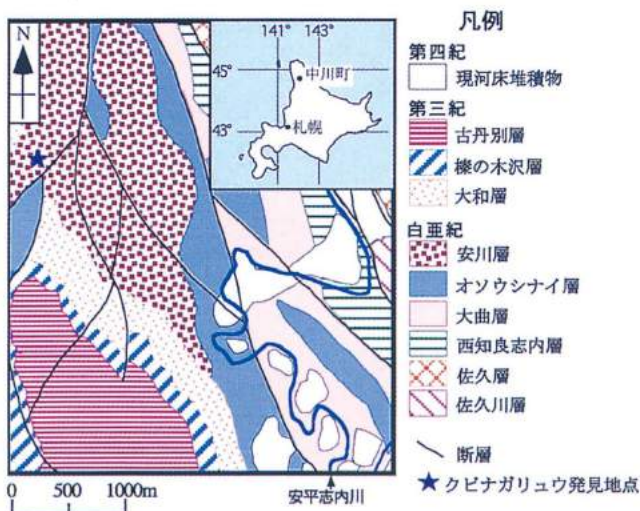 N
141° 143°
45°
中川町
札幌
43°
凡例
第四紀
現河床堆積物
第三紀
古丹別層
榛の木沢層
大和層
白亜紀
安川層
オソウシナイ層
大曲層
西知良志内層
佐久層
佐久川層
断層
クビナガリュウ発見地点
0 500 1000m
安平志内川